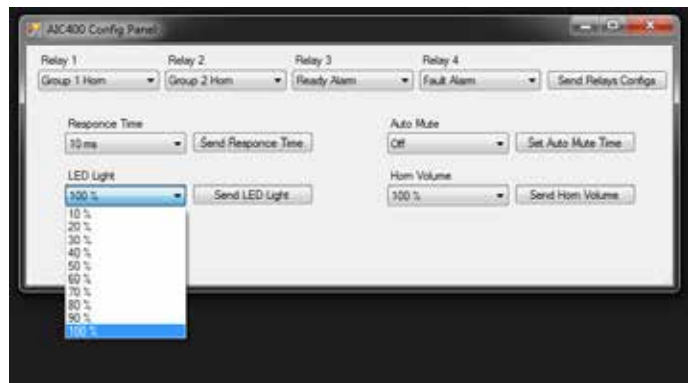 AIC400 Config Panel
Relay 1 Relay 2 Relay 3 Relay 4
Group 1 Horn Group 2 Horn Ready Alarm Fault Alarm Send Relays Configs
Responce Time Auto Mute
10 ms Send Responce Time Off Set Auto Mute Time
LED Light Horn Volume
100 % Send LED Light 100 % Send Horn Volume
10 %
20 %
30 %
40 %
50 %
60 %
70 %
80 %
90 %
100 %